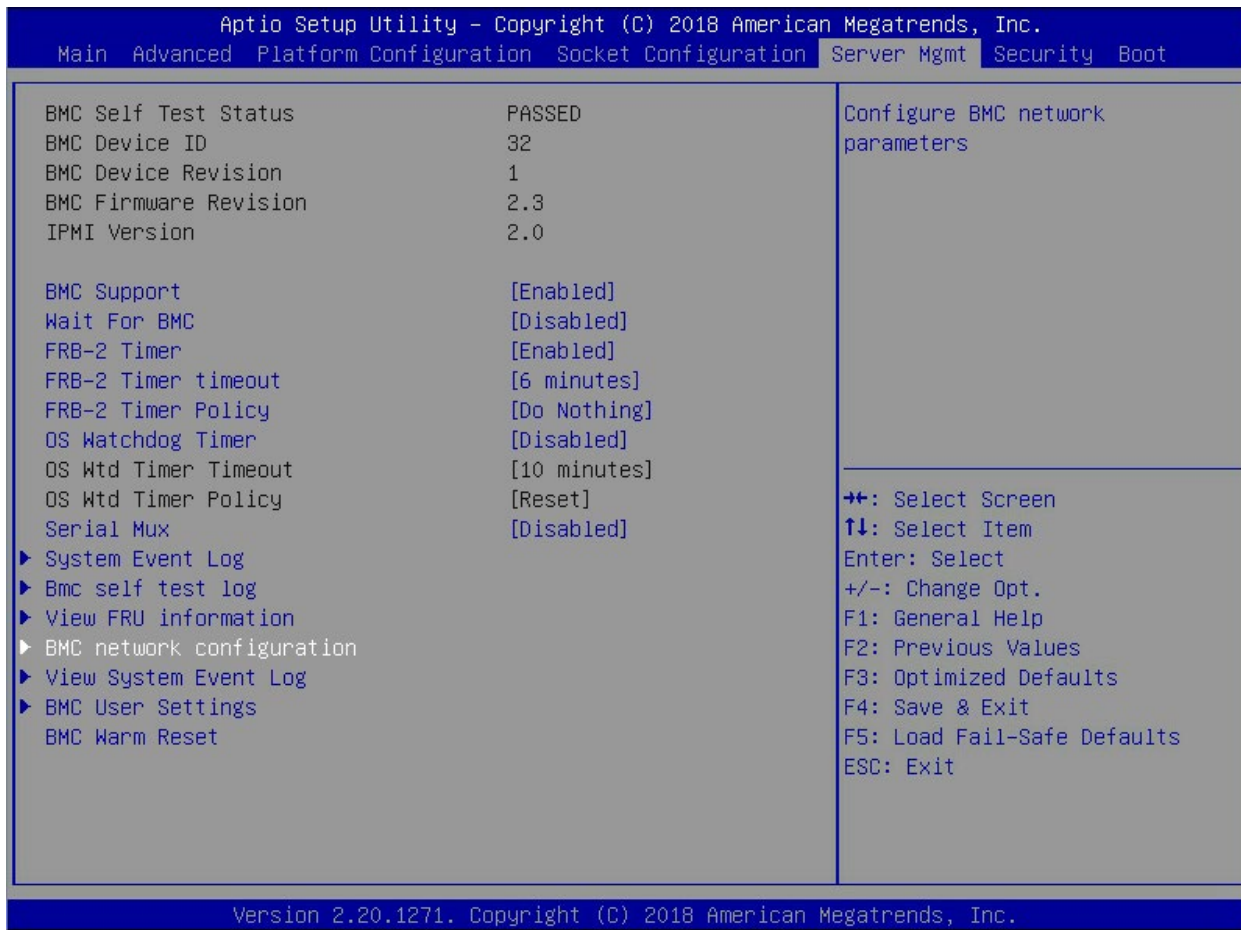 Aptio Setup Utility – Copyright (C) 2018 American Megatrends, Inc.
Main Advanced Platform Configuration Socket Configuration Server Mgmt Security Boot
BMC Self Test Status PASSED
BMC Device ID 32
BMC Device Revision 1
BMC Firmware Revision 2.3
IPMI Version 2.0
BMC Support [Enabled]
Wait For BMC [Disabled]
FRB-2 Timer [Enabled]
FRB-2 Timer timeout [6 minutes]
FRB-2 Timer Policy [Do Nothing]
OS Watchdog Timer [Disabled]
OS Wtd Timer Timeout [10 minutes]
OS Wtd Timer Policy [Reset]
Serial Mux [Disabled]
▶ System Event Log
▶ Bmc self test log
▶ View FRU information
▶ BMC network configuration
▶ View System Event Log
▶ BMC User Settings
BMC Warm Reset
Configure BMC network
parameters
→←: Select Screen
↑↓: Select Item
Enter: Select
+/-: Change Opt.
F1: General Help
F2: Previous Values
F3: Optimized Defaults
F4: Save & Exit
F5: Load Fail-Safe Defaults
ESC: Exit
Version 2.20.1271. Copyright (C) 2018 American Megatrends, Inc.